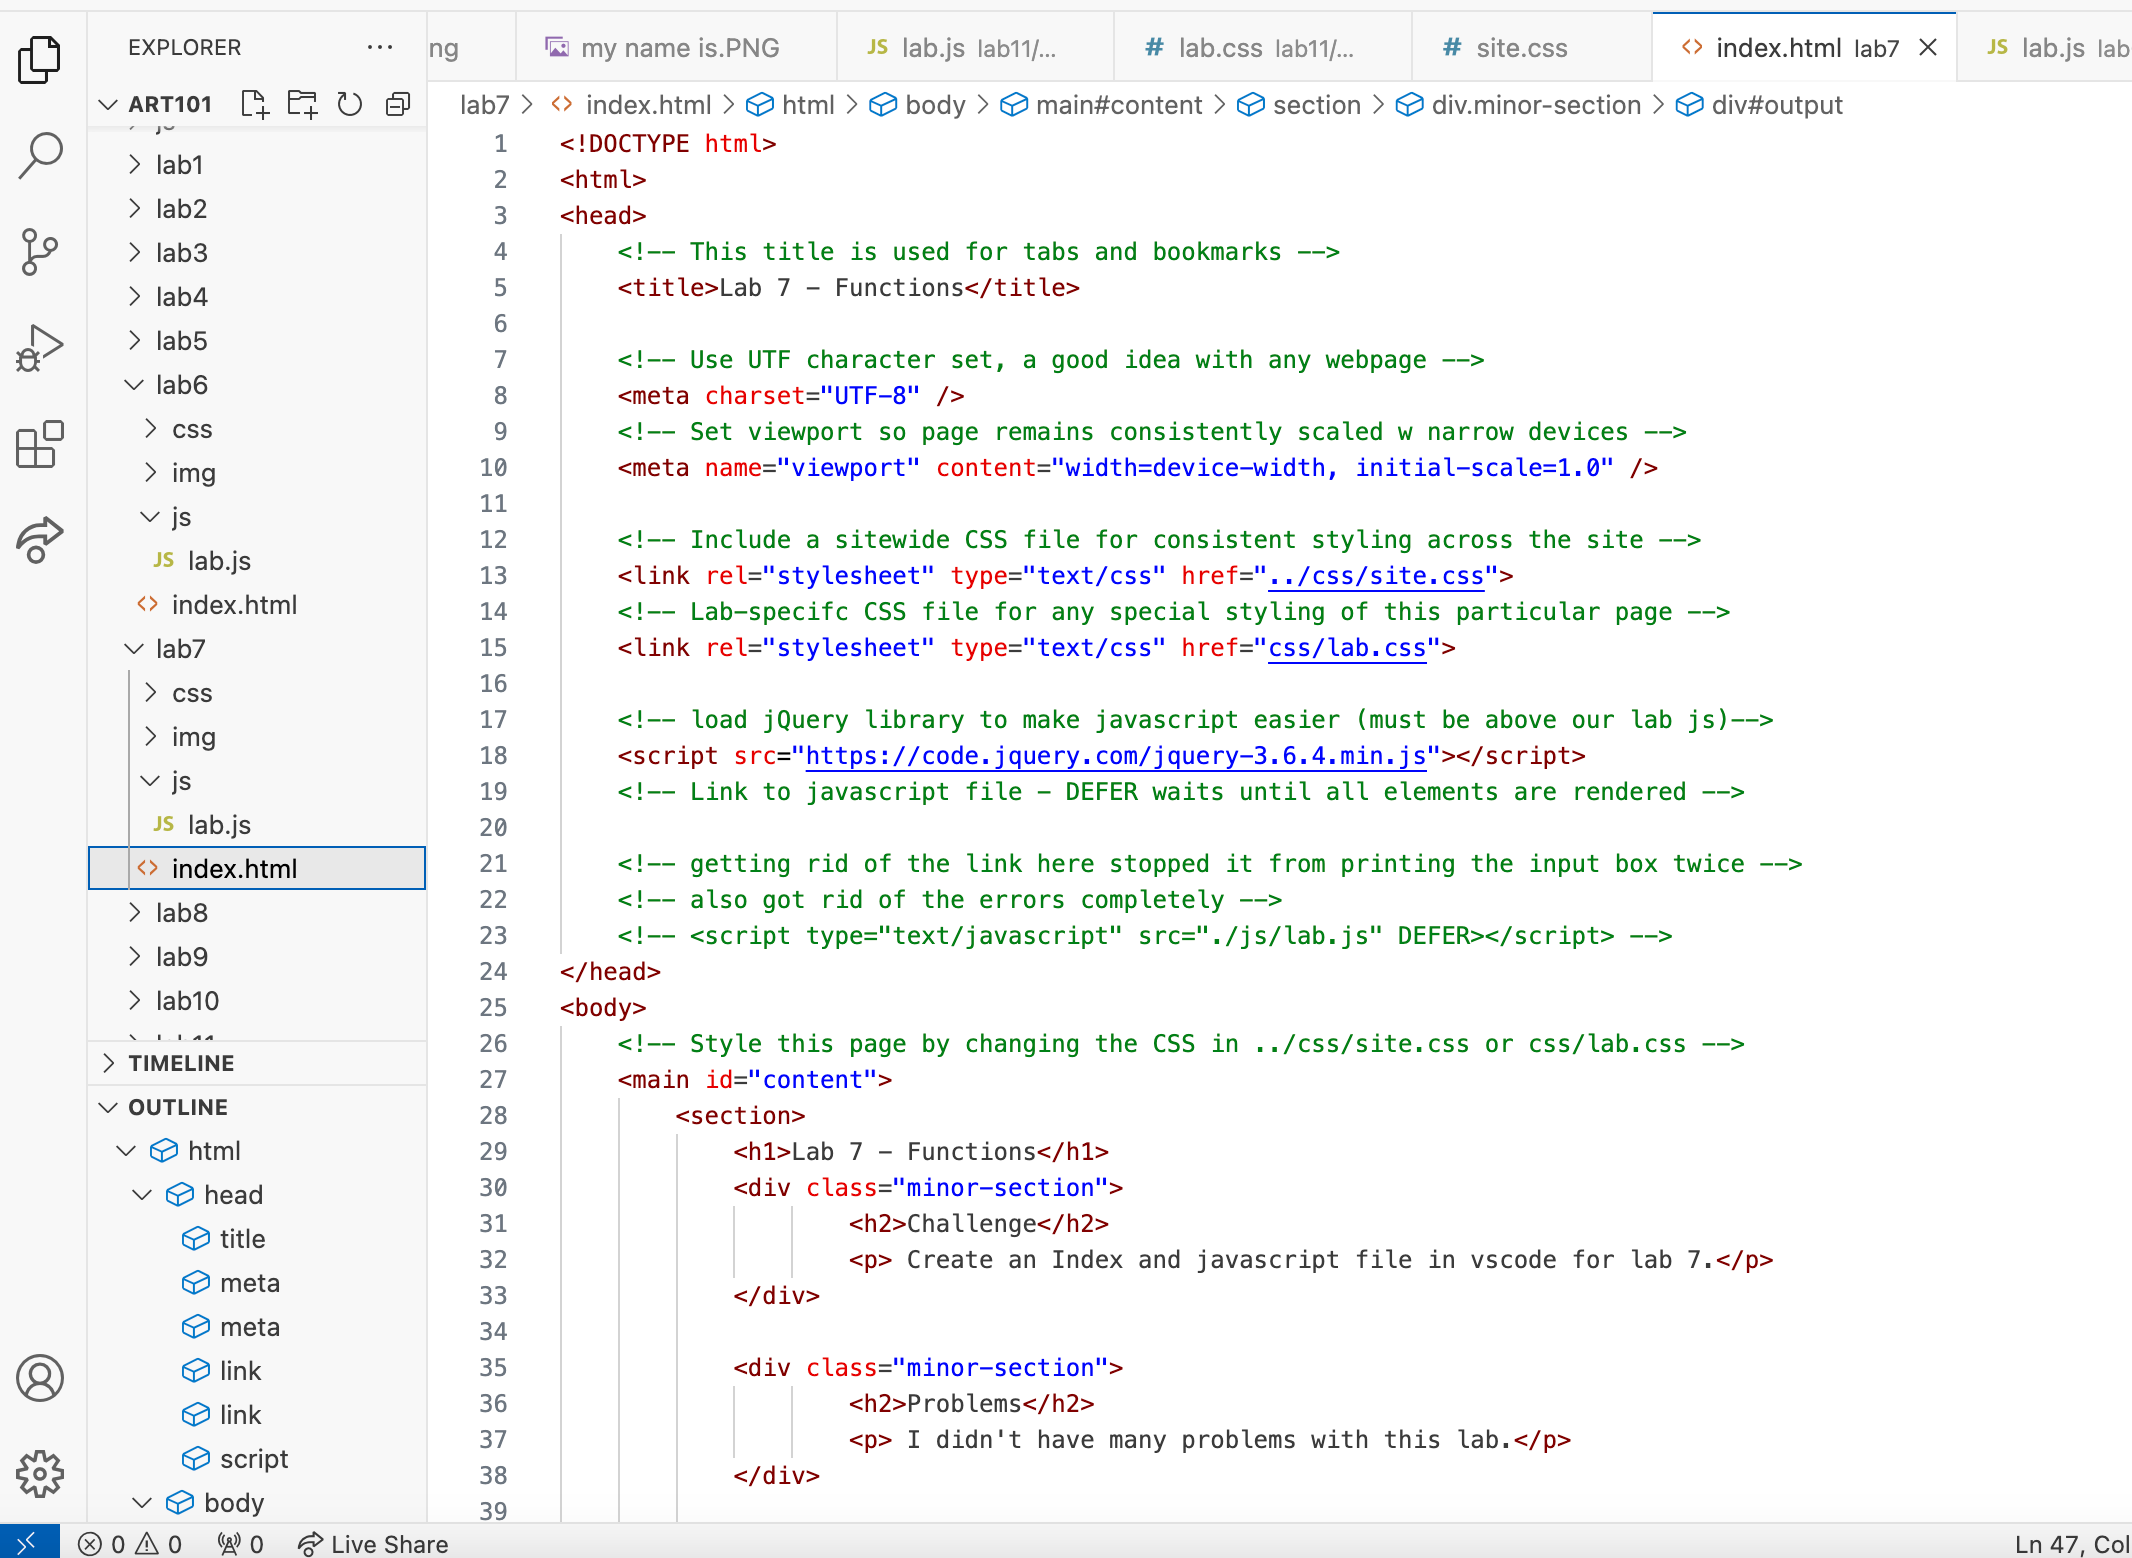 EXPLORER
ng
my name is.PNG
JS lab.js lab11/...
# lab.css lab11/...
# site.css
<> index.html lab7
JS lab.js lab
ART101
lab7 > <> index.html > html > body > main#content > section > div.minor-section > div#output
js
lab1
lab2
lab3
lab4
lab5
lab6
css
img
js
JS lab.js
<> index.html
lab7
css
img
js
JS lab.js
<> index.html
lab8
lab9
lab10
lab11
TIMELINE
OUTLINE
html
head
title
meta
meta
link
link
script
body
1 <!DOCTYPE html>
2 <html>
3 <head>
4 <!-- This title is used for tabs and bookmarks -->
5 <title>Lab 7 - Functions</title>
6
7 <!-- Use UTF character set, a good idea with any webpage -->
8 <meta charset="UTF-8" />
9 <!-- Set viewport so page remains consistently scaled w narrow devices -->
10 <meta name="viewport" content="width=device-width, initial-scale=1.0" />
11
12 <!-- Include a sitewide CSS file for consistent styling across the site -->
13 <link rel="stylesheet" type="text/css" href="../css/site.css">
14 <!-- Lab-specifc CSS file for any special styling of this particular page -->
15 <link rel="stylesheet" type="text/css" href="css/lab.css">
16
17 <!-- load jQuery library to make javascript easier (must be above our lab js)-->
18 <script src="https://code.jquery.com/jquery-3.6.4.min.js"></script>
19 <!-- Link to javascript file - DEFER waits until all elements are rendered -->
20
21 <!-- getting rid of the link here stopped it from printing the input box twice -->
22 <!-- also got rid of the errors completely -->
23 <!-- <script type="text/javascript" src="./js/lab.js" DEFER></script> -->
24 </head>
25 <body>
26 <!-- Style this page by changing the CSS in ../css/site.css or css/lab.css -->
27 <main id="content">
28 <section>
29 <h1>Lab 7 - Functions</h1>
30 <div class="minor-section">
31 <h2>Challenge</h2>
32 <p> Create an Index and javascript file in vscode for lab 7.</p>
33 </div>
34
35 <div class="minor-section">
36 <h2>Problems</h2>
37 <p> I didn't have many problems with this lab.</p>
38 </div>
39
0 0 0 Live Share
Ln 47, Col